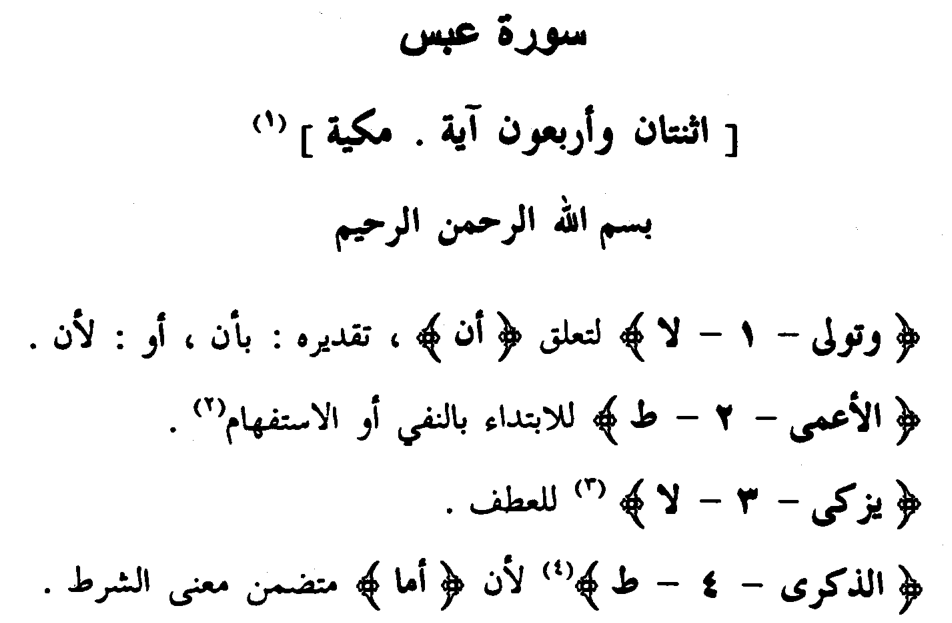 سورة عبس
[ اثنتان وأربعون آية . مكية ] (١)
بسم الله الرحمن الرحيم
﴿ وتولى – ١ – لا ﴾ لتعلق ﴿ أن ﴾ ، تقديره : بأن ، أو : لأن .
﴿ الأعمى – ٢ – ط ﴾ للابتداء بالنفي أو الاستفهام(٢) .
﴿ يزكى – ٣ – لا ﴾ (٣) للعطف .
﴿ الذكرى – ٤ – ط ﴾(٤) لأن ﴿ أما ﴾ متضمن معنى الشرط .